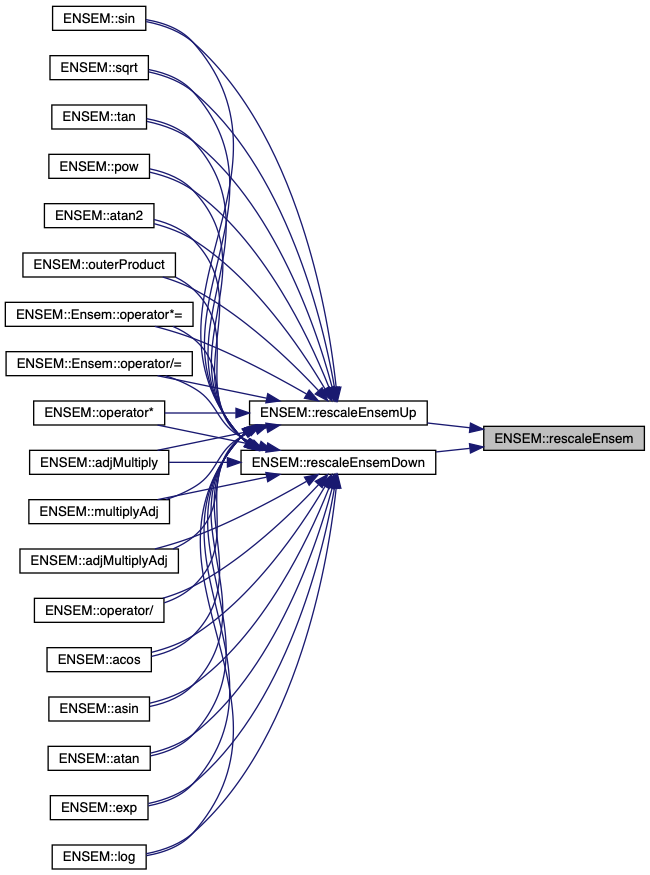 ENSEM::sin
ENSEM::sqrt
ENSEM::tan
ENSEM::pow
ENSEM::atan2
ENSEM::outerProduct
ENSEM::Ensem::operator*=
ENSEM::Ensem::operator/=
ENSEM::operator*
ENSEM::adjMultiply
ENSEM::multiplyAdj
ENSEM::adjMultiplyAdj
ENSEM::operator/
ENSEM::acos
ENSEM::asin
ENSEM::atan
ENSEM::exp
ENSEM::log
ENSEM::rescaleEnsemUp
ENSEM::rescaleEnsemDown
ENSEM::rescaleEnsem